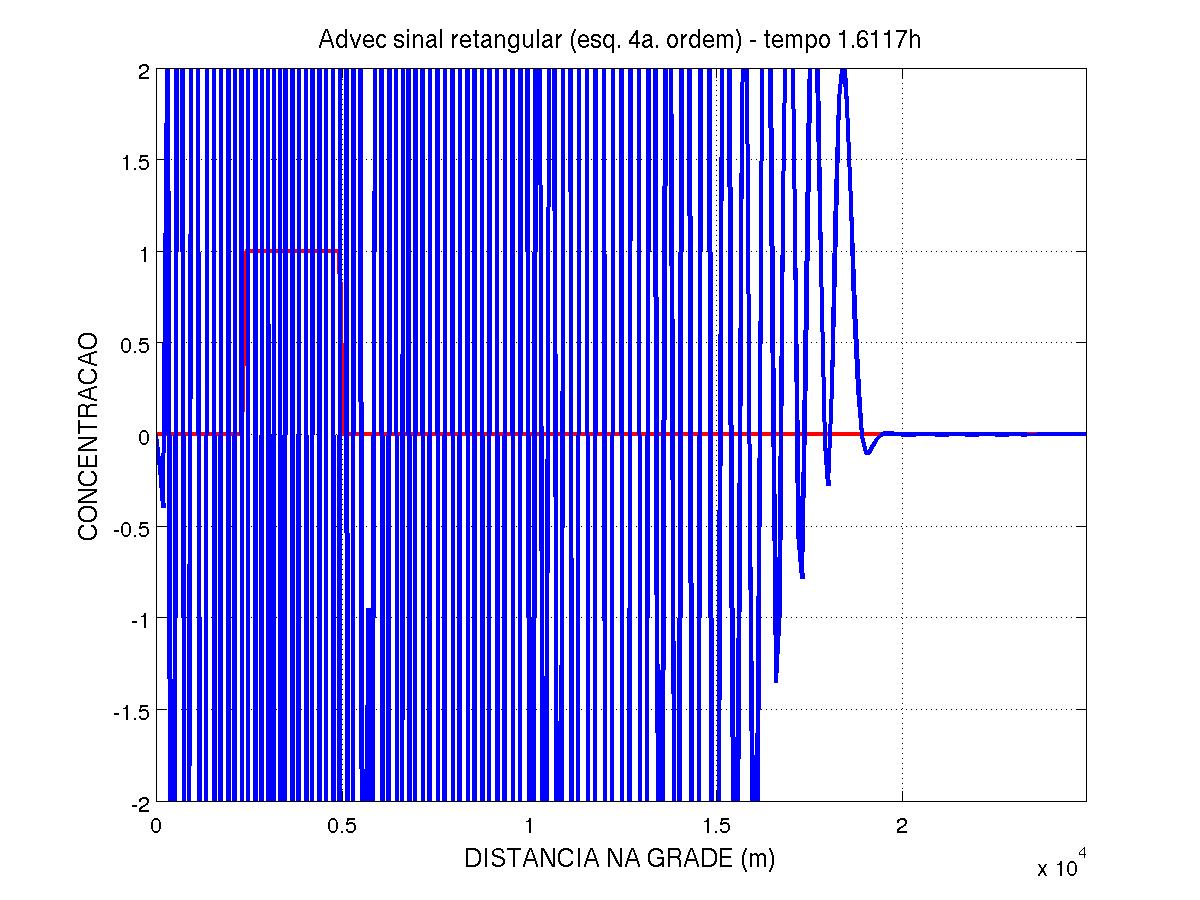 Advec sinal retangular (esq. 4a. ordem) - tempo 1.6117h
2
1.5
1
0.5
0
-0.5
-1
-1.5
-2
CONCENTRACAO
0 0.5 1 1.5 2
DISTANCIA NA GRADE (m)
x 10^4